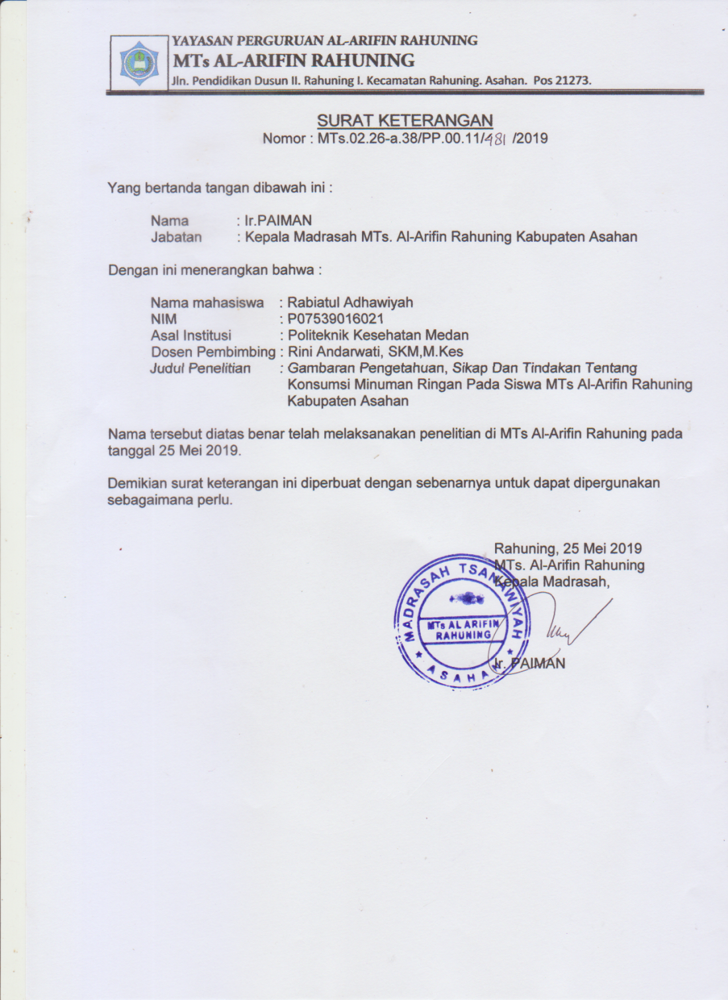 YAYASAN PERGURUAN AL-ARIFIN RAHUNING
MTs AL-ARIFIN RAHUNING
Jln. Pendidikan Dusun II. Rahuning I. Kecamatan Rahuning. Asahan. Pos 21273.
SURAT KETERANGAN
Nomor : MTs.02.26-a.38/PP.00.11/481 /2019
Yang bertanda tangan dibawah ini :
Nama : Ir.PAIMAN
Jabatan : Kepala Madrasah MTs. Al-Arifin Rahuning Kabupaten Asahan
Dengan ini menerangkan bahwa :
Nama mahasiswa : Rabiatul Adhawiyah
NIM : P07539016021
Asal Institusi : Politeknik Kesehatan Medan
Dosen Pembimbing : Rini Andarwati, SKM,M.Kes
Judul Penelitian : Gambaran Pengetahuan, Sikap Dan Tindakan Tentang
Konsumsi Minuman Ringan Pada Siswa MTs Al-Arifin Rahuning
Kabupaten Asahan
Nama tersebut diatas benar telah melaksanakan penelitian di MTs Al-Arifin Rahuning pada
tanggal 25 Mei 2019.
Demikian surat keterangan ini diperbuat dengan sebenarnya untuk dapat dipergunakan
sebagaimana perlu.
Rahuning, 25 Mei 2019
MTs. Al-Arifin Rahuning
Kepala Madrasah,
MADRASAH TSANAWIYAH
MTs AL ARIFIN
RAHUNING
ASAHAN
Ir. PAIMAN